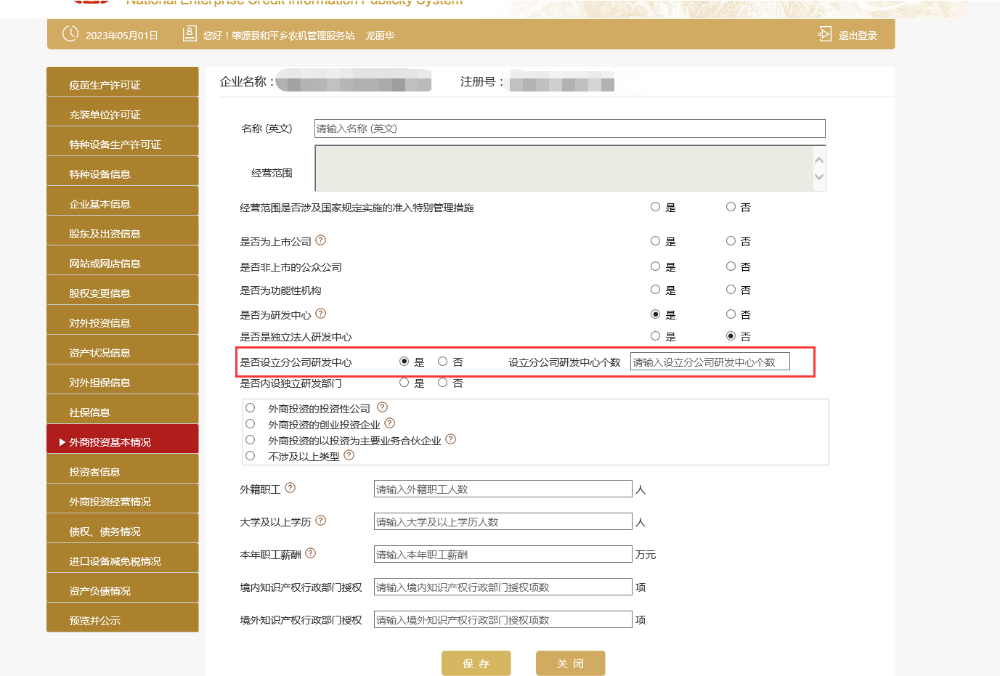 National Enterprise Credit Information Publicity System
2023年05月01日 您好！肇源县和平乡农机管理服务站 龙丽华 退出登录
疫苗生产许可证
充装单位许可证
特种设备生产许可证
特种设备信息
企业基本信息
股东及出资信息
网站或网店信息
股权变更信息
对外投资信息
资产状况信息
对外担保信息
社保信息
外商投资基本情况
投资者信息
外商投资经营情况
债权、债务情况
进口设备减免税情况
资产负债情况
预览并公示
企业名称： 注册号：
名称 (英文) 请输入名称 (英文)
经营范围
经营范围是否涉及国家规定实施的准入特别管理措施 是 否
是否为上市公司 ? 是 否
是否非上市的公众公司 是 否
是否为功能性机构 是 否
是否为研发中心 ? 是 否
是否是独立法人研发中心 是 否
是否设立分公司研发中心 是 否 设立分公司研发中心个数 请输入设立分公司研发中心个数
是否内设独立研发部门 是 否
外商投资的投资性公司 ?
外商投资的创业投资企业 ?
外商投资的以投资为主要业务合伙企业 ?
不涉及以上类型 ?
外籍职工 ? 请输入外籍职工人数 人
大学及以上学历 ? 请输入大学及以上学历人数 人
本年职工薪酬 ? 请输入本年职工薪酬 万元
境内知识产权行政部门授权 请输入境内知识产权行政部门授权项数 项
境外知识产权行政部门授权 请输入境外知识产权行政部门授权项数 项
保 存 关 闭